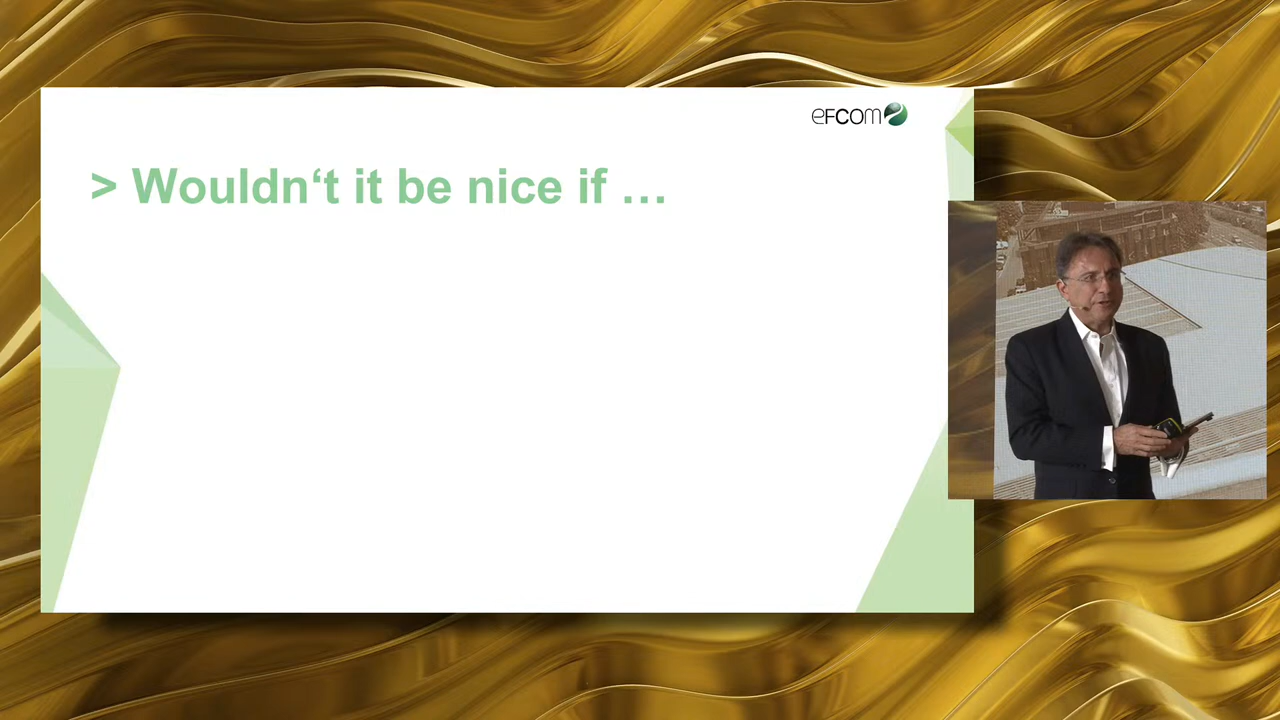 eFCOM
> Wouldn‘t it be nice if …